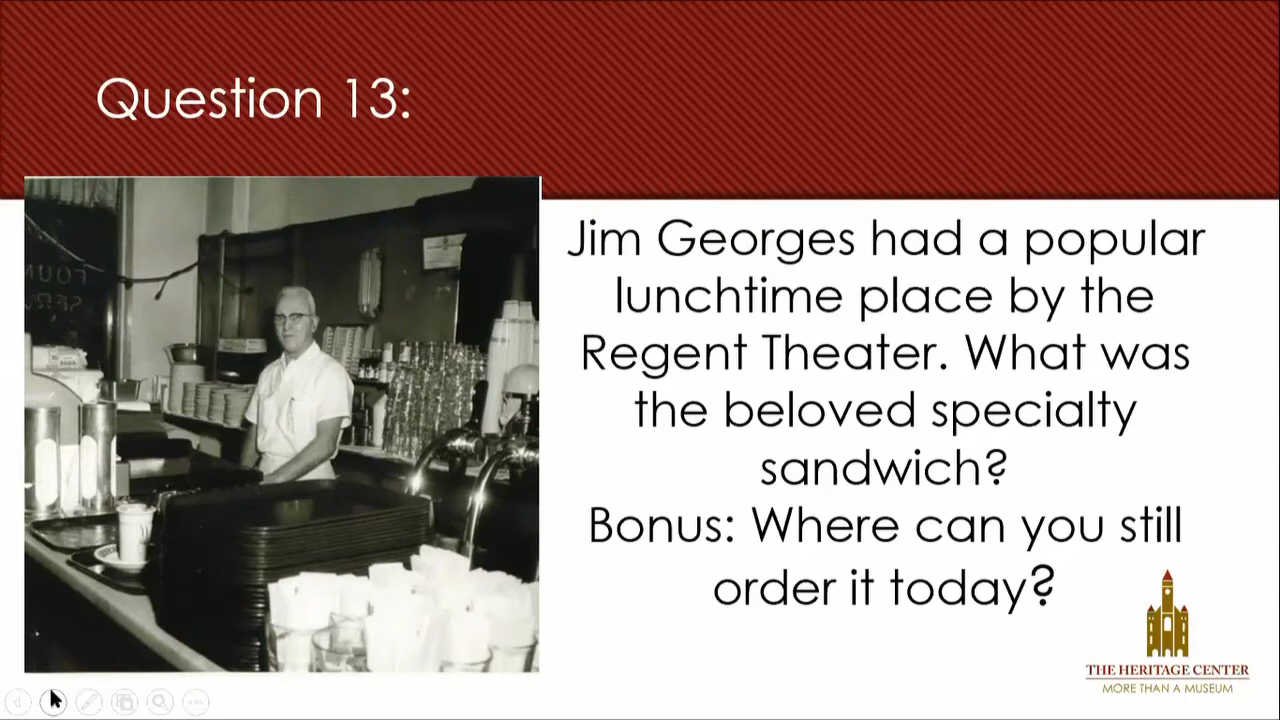 Question 13:
Jim Georges had a popular
lunchtime place by the
Regent Theater. What was
the beloved specialty
sandwich?
Bonus: Where can you still
order it today?
THE HERITAGE CENTER
MORE THAN A MUSEUM